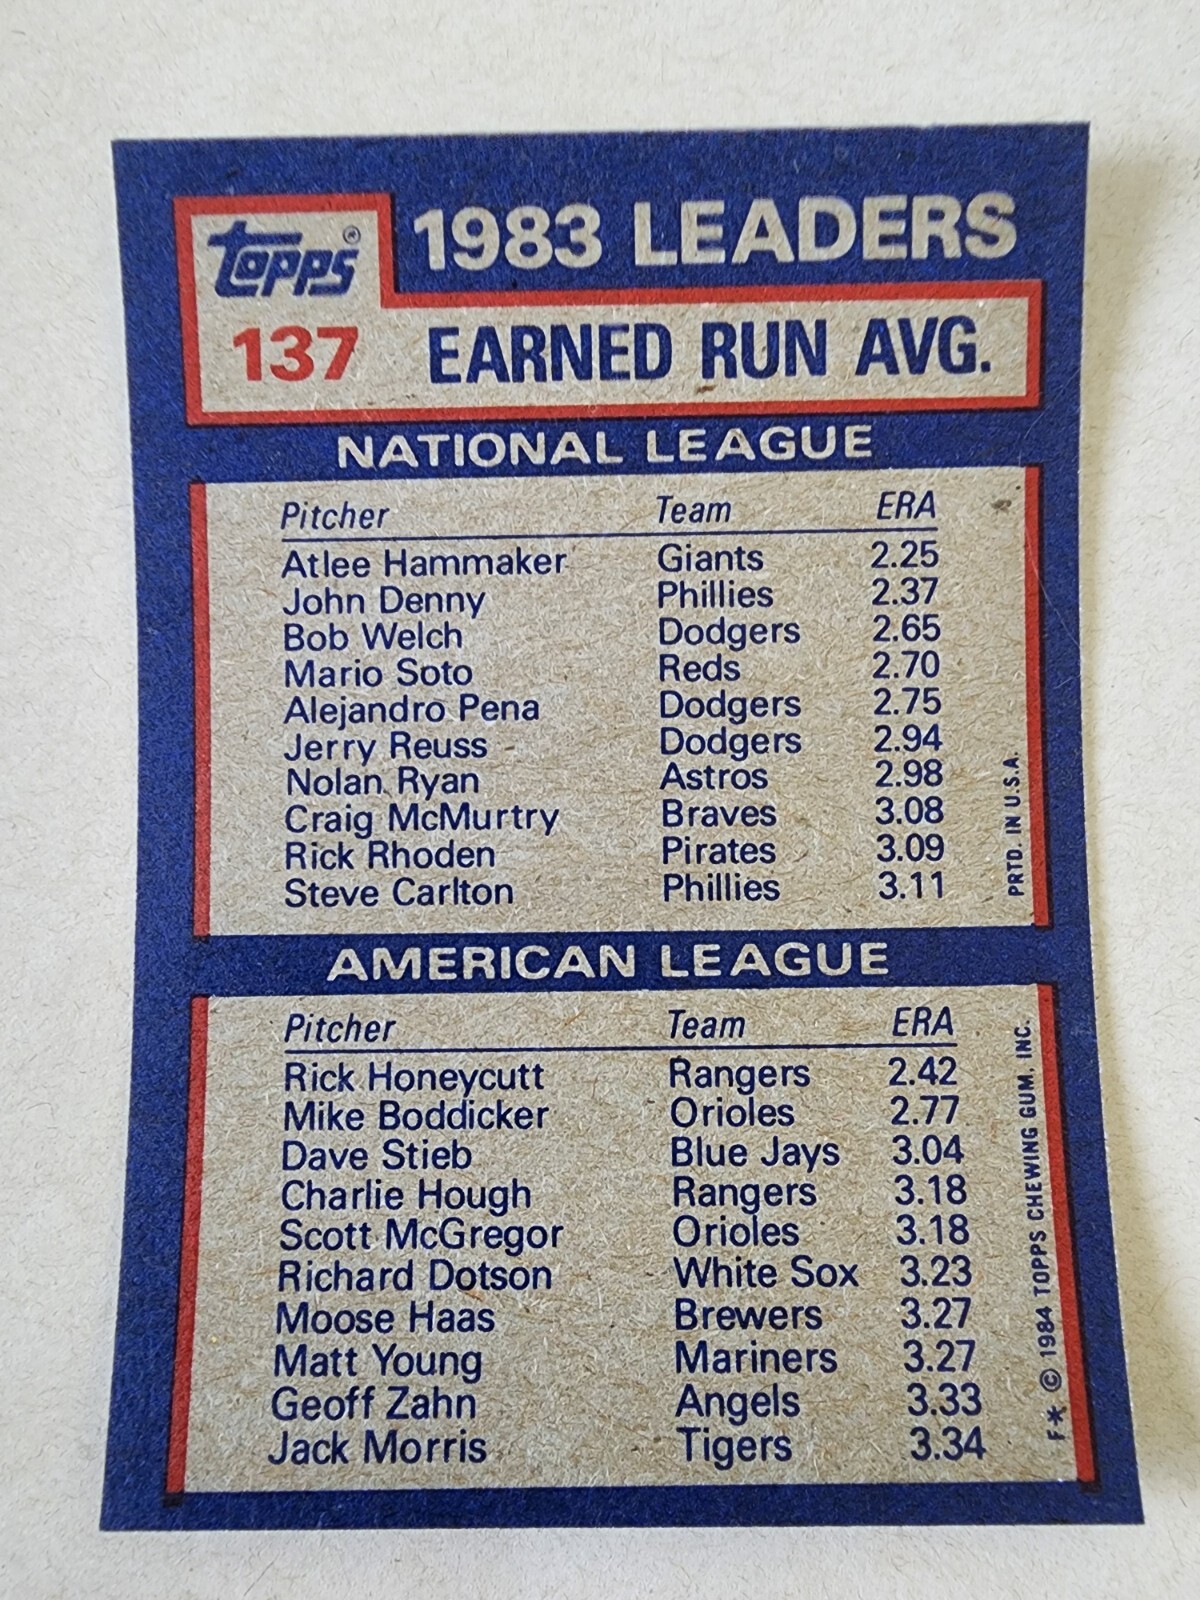 Topps®
1983 LEADERS
137 EARNED RUN AVG.
NATIONAL LEAGUE
Pitcher Team ERA
Atlee Hammaker Giants 2.25
John Denny Phillies 2.37
Bob Welch Dodgers 2.65
Mario Soto Reds 2.70
Alejandro Pena Dodgers 2.75
Jerry Reuss Dodgers 2.94
Nolan Ryan Astros 2.98
Craig McMurtry Braves 3.08
Rick Rhoden Pirates 3.09
Steve Carlton Phillies 3.11
PRTD. IN U.S.A.
AMERICAN LEAGUE
Pitcher Team ERA
Rick Honeycutt Rangers 2.42
Mike Boddicker Orioles 2.77
Dave Stieb Blue Jays 3.04
Charlie Hough Rangers 3.18
Scott McGregor Orioles 3.18
Richard Dotson White Sox 3.23
Moose Haas Brewers 3.27
Matt Young Mariners 3.27
Geoff Zahn Angels 3.33
Jack Morris Tigers 3.34
F* © 1984 TOPPS CHEWING GUM, INC.